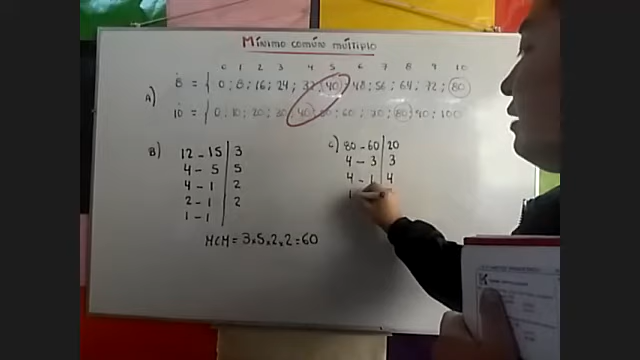 Mínimo común múltiplo
0 1 2 3 4 5 6 7 8 9 10
A)
8 = { 0 ; 8 ; 16 ; 24 ; 32 ; 40 ; 48 ; 56 ; 64 ; 72 ; 80
10 = { 0 ; 10 ; 20 ; 30 ; 40 ; 50 ; 60 ; 70 ; 80 ; 90 ; 100
B)
12 - 15 | 3
4 - 5 | 5
4 - 1 | 2
2 - 1 | 2
1 - 1
MCM = 3 x 5 x 2 x 2 = 60
C) 80 - 60 | 20
4 - 3 | 3
4 - 1 | 4
1 -